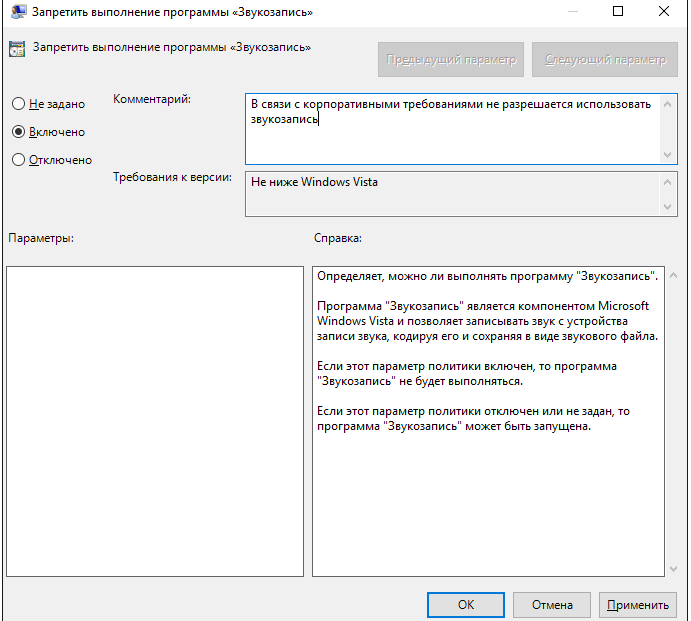 Запретить выполнение программы «Звукозапись»
Запретить выполнение программы «Звукозапись»
Предыдущий параметр
Следующий параметр
Не задано
Включено
Отключено
Комментарий:
В связи с корпоративными требованиями не разрешается использовать
звукозапись
Требования к версии:
Не ниже Windows Vista
Параметры:
Справка:
Определяет, можно ли выполнять программу "Звукозапись".
Программа "Звукозапись" является компонентом Microsoft
Windows Vista и позволяет записывать звук с устройства
записи звука, кодируя его и сохраняя в виде звукового файла.
Если этот параметр политики включен, то программа
"Звукозапись" не будет выполняться.
Если этот параметр политики отключен или не задан, то
программа "Звукозапись" может быть запущена.
ОК
Отмена
Применить